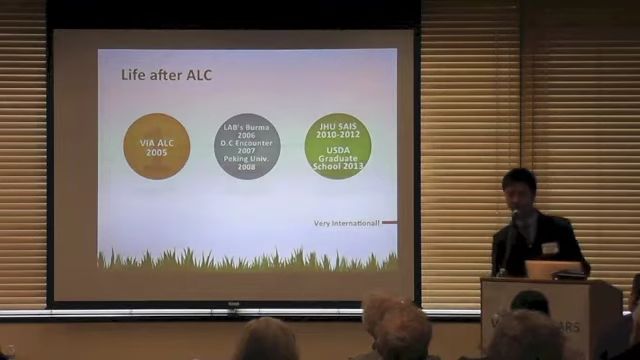 Life after ALC
VIA ALC
2005
LAB's Burma
2006
D.C Encounter
2007
Peking Univ.
2008
JHU SAIS
2010-2012
USDA
Graduate
School 2013
Very International!